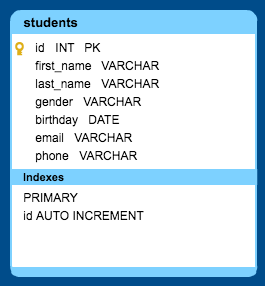 students
id INT PK
first_name VARCHAR
last_name VARCHAR
gender VARCHAR
birthday DATE
email VARCHAR
phone VARCHAR
Indexes
PRIMARY
id AUTO INCREMENT